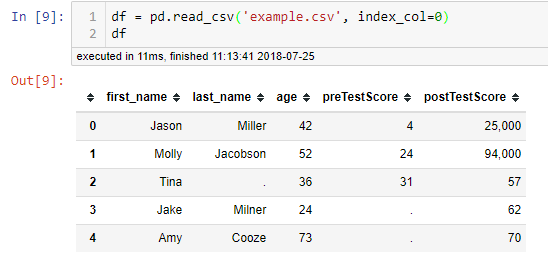 In [9]: 1 df = pd.read_csv('example.csv', index_col=0)
2 df
executed in 11ms, finished 11:13:41 2018-07-25
Out[9]:
first_name last_name age preTestScore postTestScore
0 Jason Miller 42 4 25,000
1 Molly Jacobson 52 24 94,000
2 Tina . 36 31 57
3 Jake Milner 24 . 62
4 Amy Cooze 73 . 70